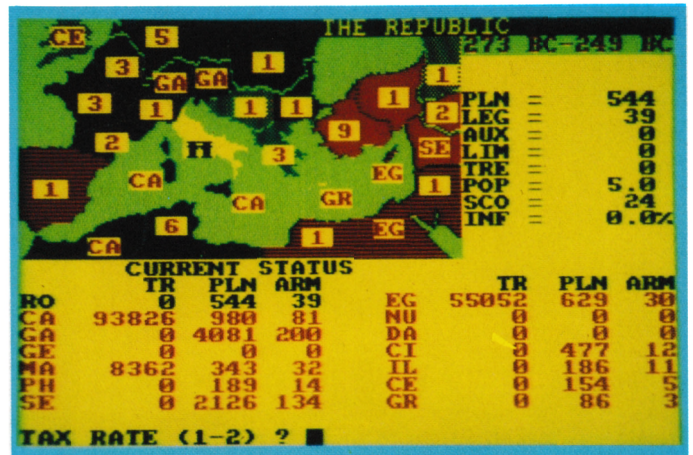 THE REPUBLIC
273 BC-249 BC
CE 5
3 GA GA 1 1
3 1 1 1 1 2
2 9 SE
3
1 CA EG 1
CA GR
6
CA 1 EG
PLN = 544
LEG = 39
AUX = 0
LIM = 0
TRE = 0
POP = 5.0
SCO = 24
INF = 0.0%
CURRENT STATUS
TR PLN ARM TR PLN ARM
RO 0 544 39 EG 55052 629 30
CA 93826 980 81 NU 0 0 0
GA 0 4081 200 DA 0 0 0
GE 0 0 0 CI 0 477 12
MA 8362 343 32 IL 0 186 11
PH 0 189 14 CE 0 154 5
SE 0 2126 134 GR 0 86 3
TAX RATE (1-2) ?